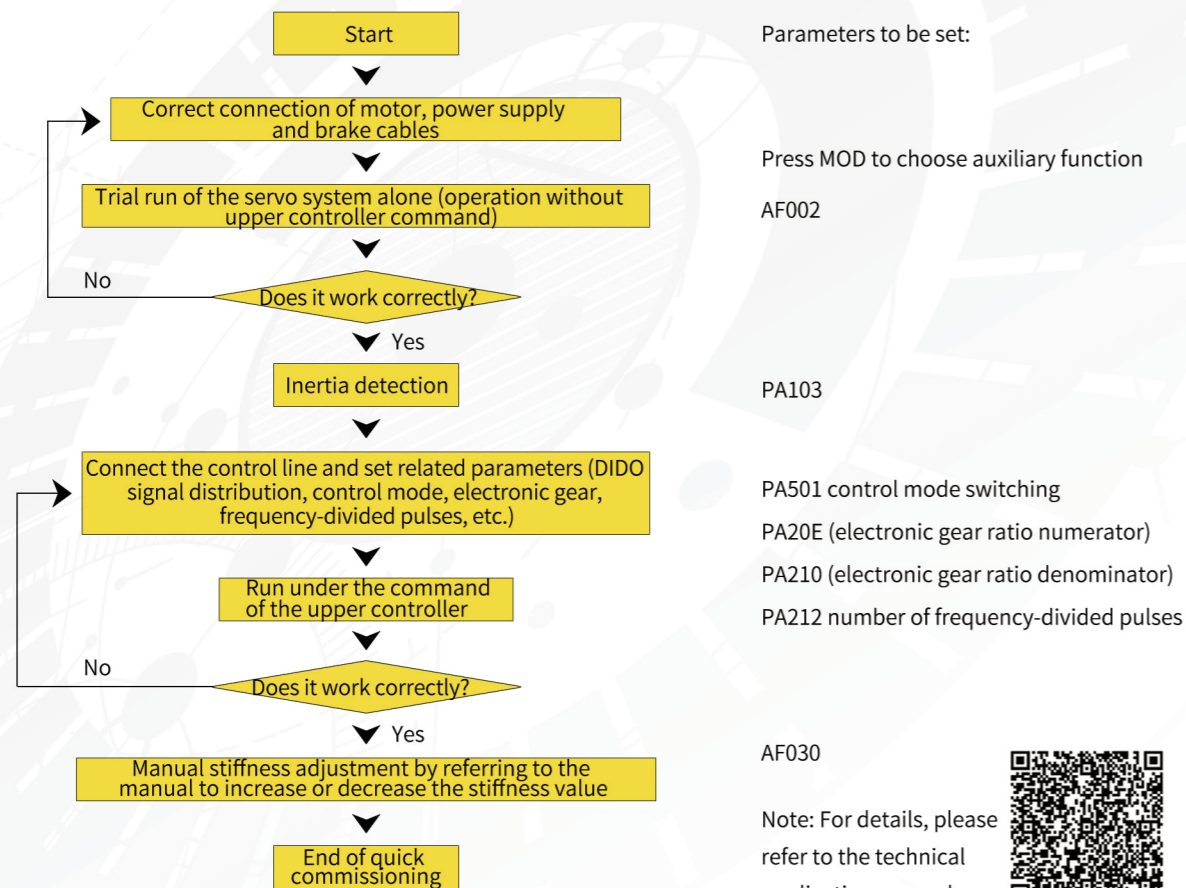 Start
Parameters to be set:
Correct connection of motor, power supply
and brake cables
Press MOD to choose auxiliary function
Trial run of the servo system alone (operation without
upper controller command)
AF002
No
Does it work correctly?
Yes
Inertia detection
PA103
Connect the control line and set related parameters (DIDO
signal distribution, control mode, electronic gear,
frequency-divided pulses, etc.)
PA501 control mode switching
PA20E (electronic gear ratio numerator)
PA210 (electronic gear ratio denominator)
PA212 number of frequency-divided pulses
Run under the command
of the upper controller
No
Does it work correctly?
Yes
AF030
Manual stiffness adjustment by referring to the
manual to increase or decrease the stiffness value
Note: For details, please
refer to the technical
End of quick
commissioning